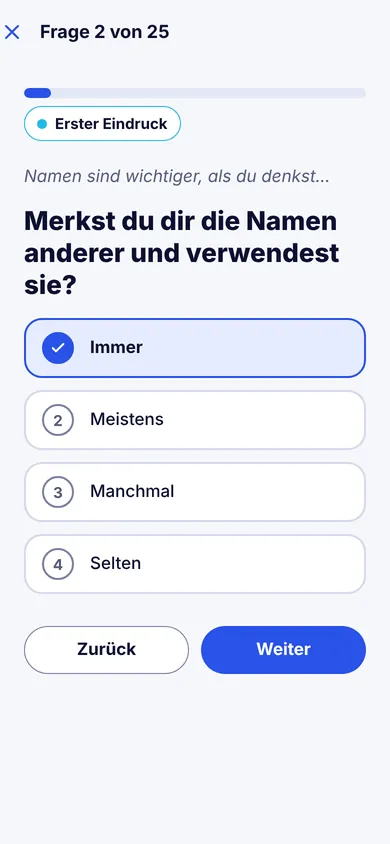 Frage 2 von 25
Erster Eindruck
Namen sind wichtiger, als du denkst...
Merkst du dir die Namen
anderer und verwendest
sie?
Immer
2 Meistens
3 Manchmal
4 Selten
Zurück
Weiter